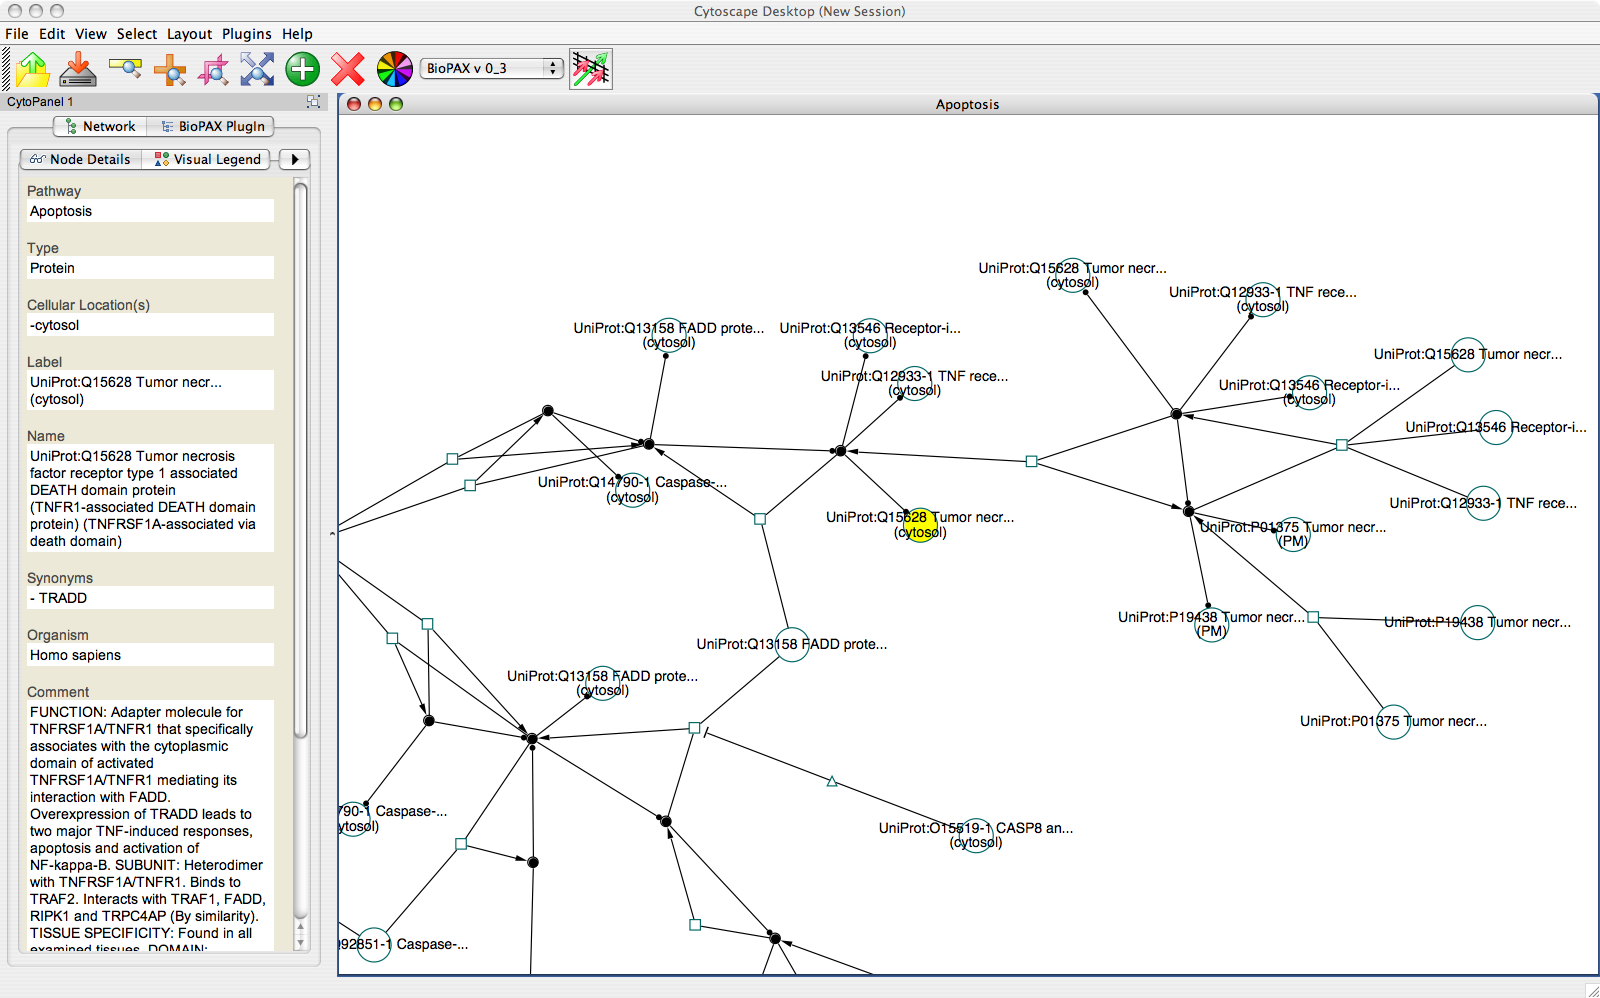 Cytoscape Desktop (New Session)
File Edit View Select Layout Plugins Help
BioPAX v 0_3
CytoPanel 1
Network
BioPAX PlugIn
Node Details
Visual Legend
Pathway
Apoptosis
Type
Protein
Cellular Location(s)
-cytosol
Label
UniProt:Q15628 Tumor necr...
(cytosol)
Name
UniProt:Q15628 Tumor necrosis
factor receptor type 1 associated
DEATH domain protein
(TNFR1-associated DEATH domain
protein) (TNFRSF1A-associated via
death domain)
Synonyms
- TRADD
Organism
Homo sapiens
Comment
FUNCTION: Adapter molecule for
TNFRSF1A/TNFR1 that specifically
associates with the cytoplasmic
domain of activated
TNFRSF1A/TNFR1 mediating its
interaction with FADD.
Overexpression of TRADD leads to
two major TNF-induced responses,
apoptosis and activation of
NF-kappa-B. SUBUNIT: Heterodimer
with TNFRSF1A/TNFR1. Binds to
TRAF2. Interacts with TRAF1, FADD,
RIPK1 and TRPC4AP (By similarity).
TISSUE SPECIFICITY: Found in all
examined tissues. DOMAIN:
Apoptosis
UniProt:Q15628 Tumor necr...
(cytosol)
UniProt:Q12933-1 TNF rece...
(cytosol)
UniProt:Q13158 FADD prote...
(cytosol)
UniProt:Q13546 Receptor-i...
(cytosol)
UniProt:Q15628 Tumor necr...
UniProt:Q12933-1 TNF rece...
(cytosol)
UniProt:Q13546 Receptor-i...
(cytosol)
UniProt:Q13546 Receptor-i...
UniProt:Q14790-1 Caspase-...
(cytosol)
UniProt:Q12933-1 TNF rece...
UniProt:Q15628 Tumor necr...
(cytosol)
UniProt:P01375 Tumor necr...
(PM)
UniProt:P19438 Tumor necr...
(PM)
UniProt:P19438 Tumor necr...
UniProt:Q13158 FADD prote...
UniProt:Q13158 FADD prote...
(cytosol)
UniProt:P01375 Tumor necr...
790-1 Caspase-...
ytosol)
UniProt:O15519-1 CASP8 an...
(cytosol)
92851-1 Caspase-...